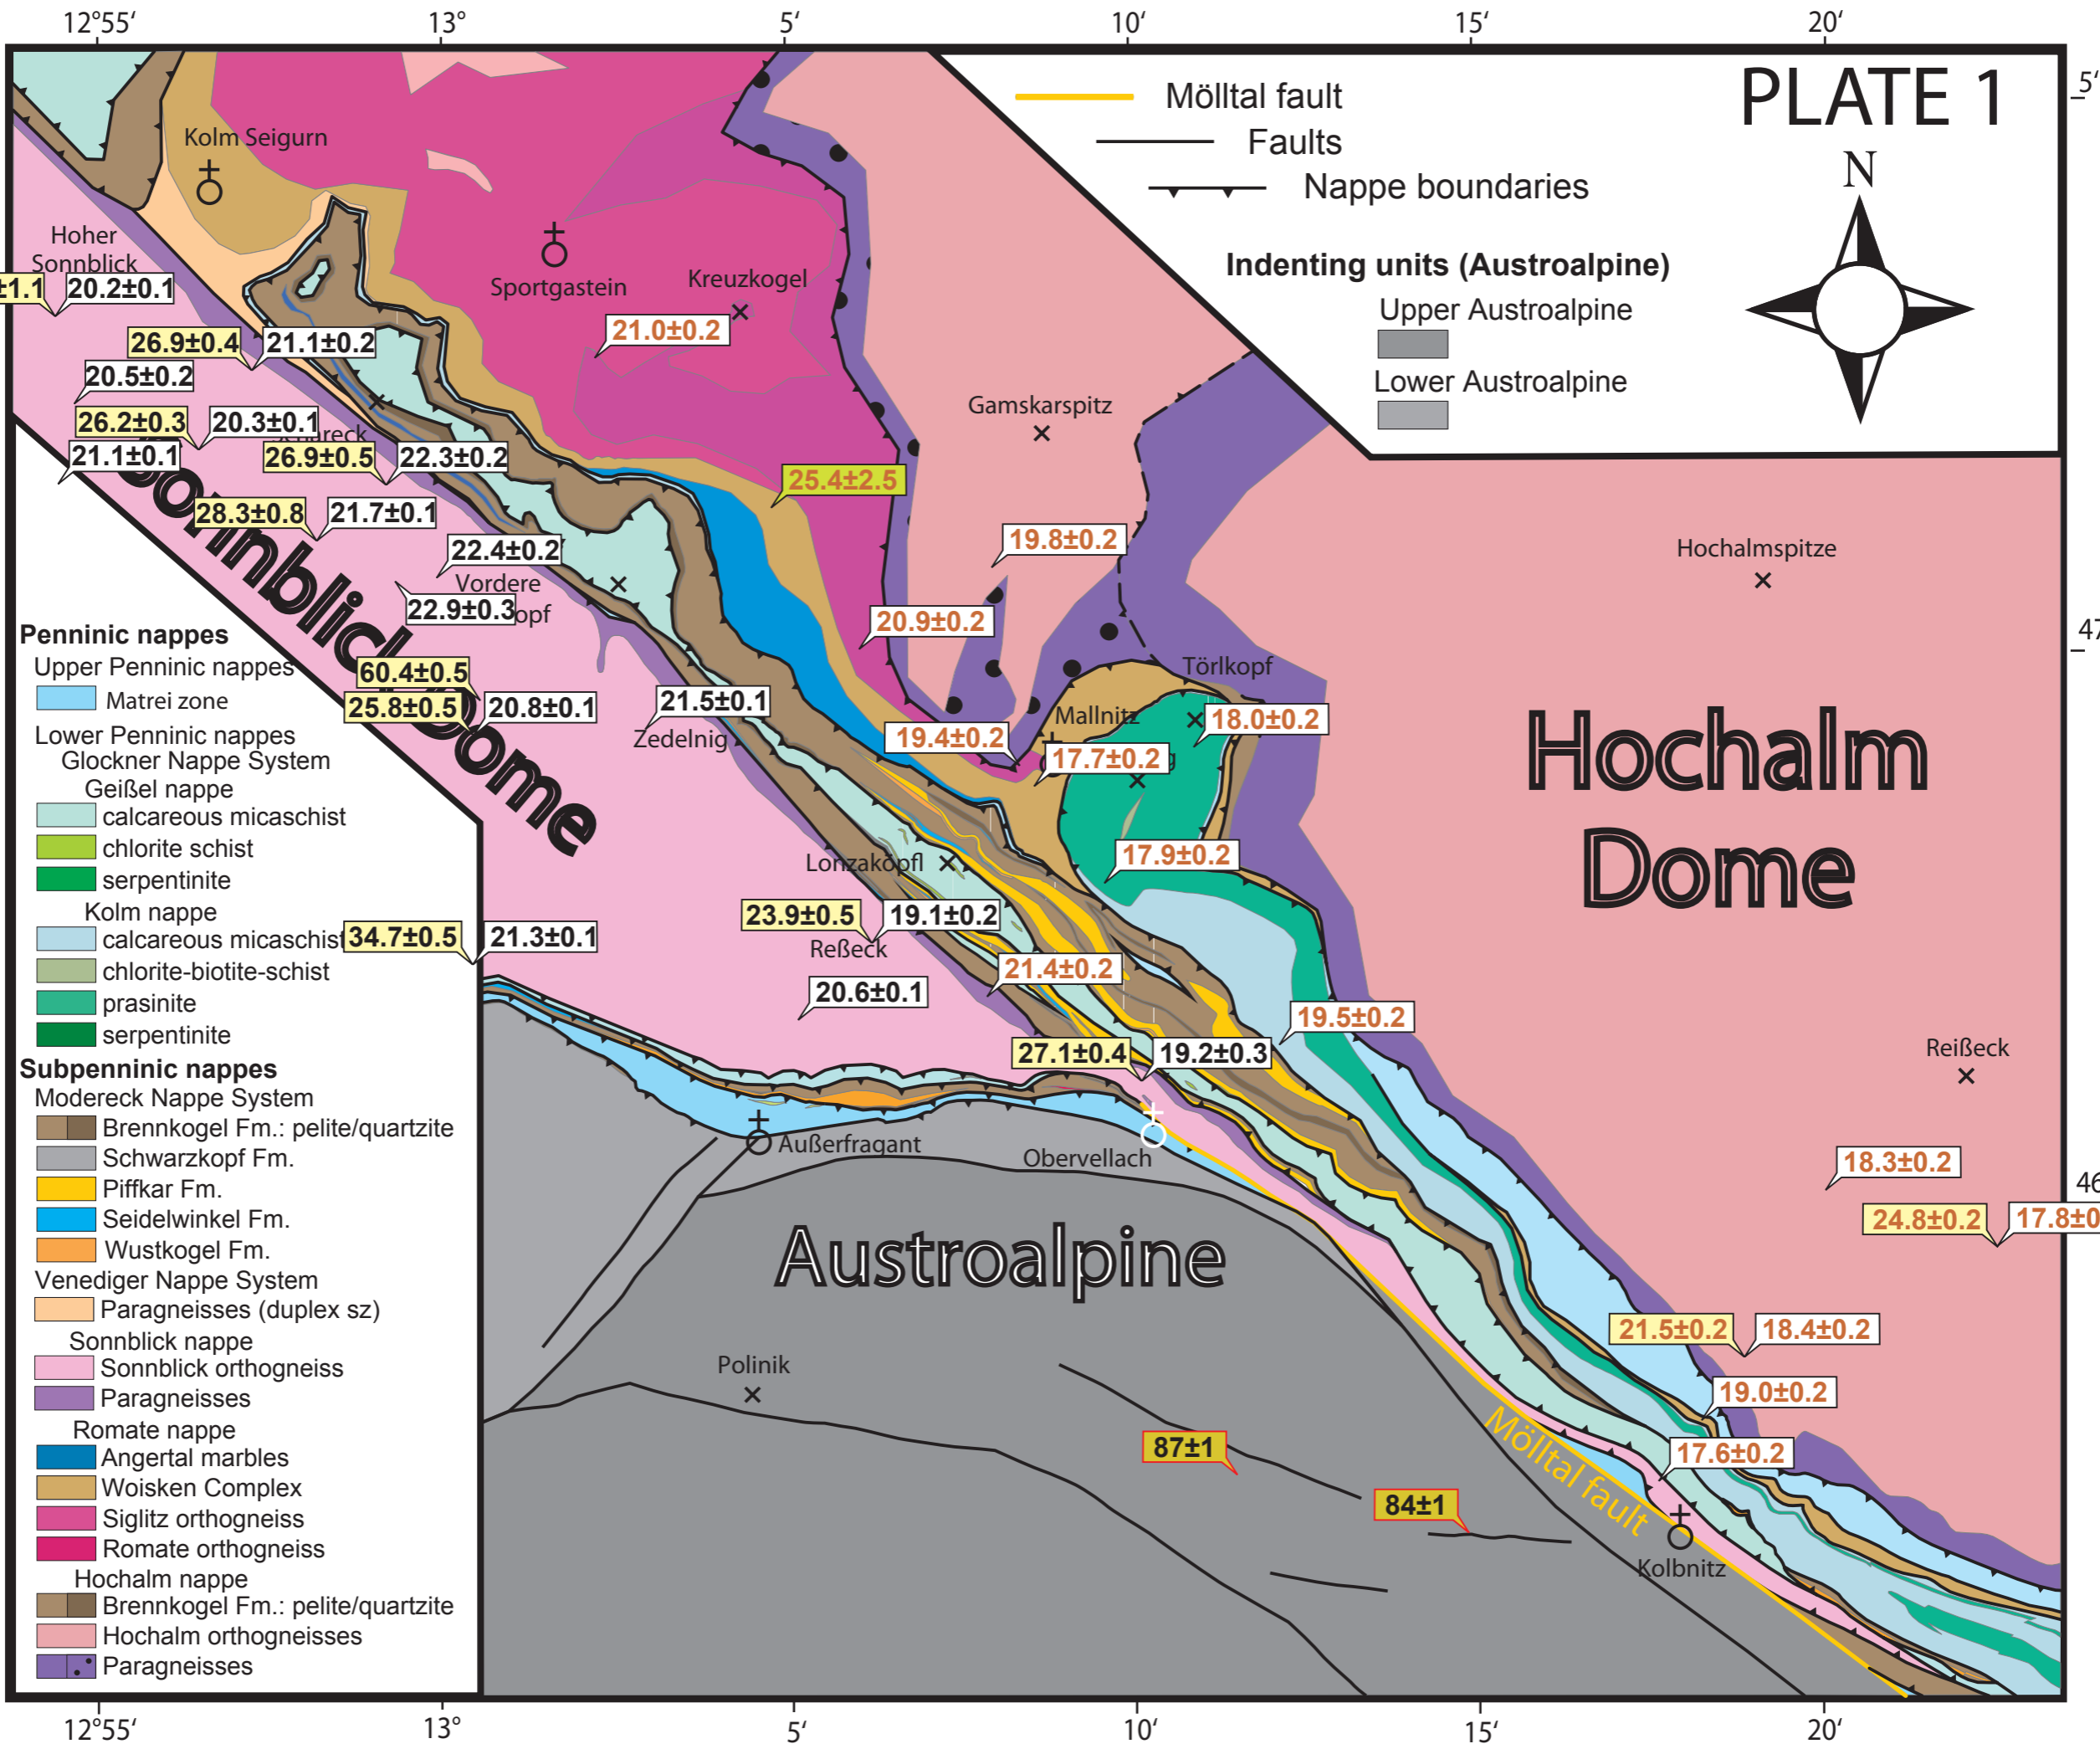 12°55‘ 13° 5‘ 10‘ 15‘ 20‘
PLATE 1
5‘
Mölltal fault
Faults
Nappe boundaries
N
Indenting units (Austroalpine)
Upper Austroalpine
Lower Austroalpine
Kolm Seigurn
Hoher
Sonnblick
±1.1
20.2±0.1
Sportgastein
Kreuzkogel
21.0±0.2
26.9±0.4
21.1±0.2
20.5±0.2
26.2±0.3
20.3±0.1
21.1±0.1
26.9±0.5
22.3±0.2
28.3±0.8
21.7±0.1
22.4±0.2
Vordere
22.9±0.3
opf
Gamskarspitz
25.4±2.5
19.8±0.2
Hochalmspitze
20.9±0.2
47
Törlkopf
60.4±0.5
25.8±0.5
20.8±0.1
21.5±0.1
Zedelnig
Mallnitz
19.4±0.2
18.0±0.2
17.7±0.2
Hochalm
Dome
Dome
17.9±0.2
Lonzaköpfl
23.9±0.5
19.1±0.2
Reßeck
34.7±0.5
21.3±0.1
21.4±0.2
20.6±0.1
19.5±0.2
27.1±0.4
19.2±0.3
Reißeck
Außerfragant
Obervellach
18.3±0.2
46
24.8±0.2
17.8±0
Austroalpine
21.5±0.2
18.4±0.2
Polinik
19.0±0.2
87±1
17.6±0.2
84±1
Mölltal fault
Kolbnitz
Penninic nappes
Upper Penninic nappes
Matrei zone
Lower Penninic nappes
Glockner Nappe System
Geißel nappe
calcareous micaschist
chlorite schist
serpentinite
Kolm nappe
calcareous micaschist
chlorite-biotite-schist
prasinite
serpentinite
Subpenninic nappes
Modereck Nappe System
Brennkogel Fm.: pelite/quartzite
Schwarzkopf Fm.
Piffkar Fm.
Seidelwinkel Fm.
Wustkogel Fm.
Venediger Nappe System
Paragneisses (duplex sz)
Sonnblick nappe
Sonnblick orthogneiss
Paragneisses
Romate nappe
Angertal marbles
Woisken Complex
Siglitz orthogneiss
Romate orthogneiss
Hochalm nappe
Brennkogel Fm.: pelite/quartzite
Hochalm orthogneisses
Paragneisses
12°55‘ 13° 5‘ 10‘ 15‘ 20‘